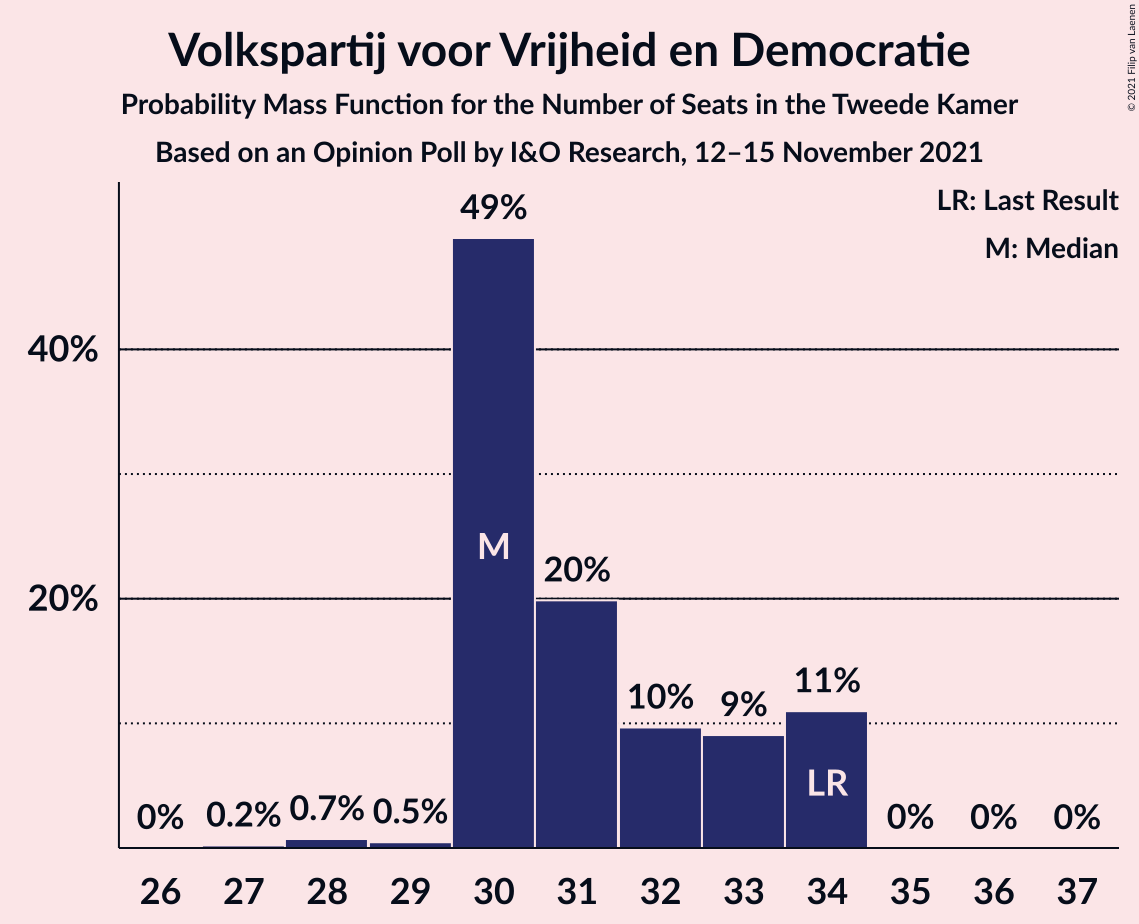 Volkspartij voor Vrijheid en Democratie
Probability Mass Function for the Number of Seats in the Tweede Kamer
Based on an Opinion Poll by I&O Research, 12–15 November 2021
© 2021 Filip van Laenen
LR: Last Result
M: Median
49%
40%
M
20%
20%
11%
10%
9%
LR
0%
0.2%
0.7%
0.5%
0%
0%
0%
26 27 28 29 30 31 32 33 34 35 36 37